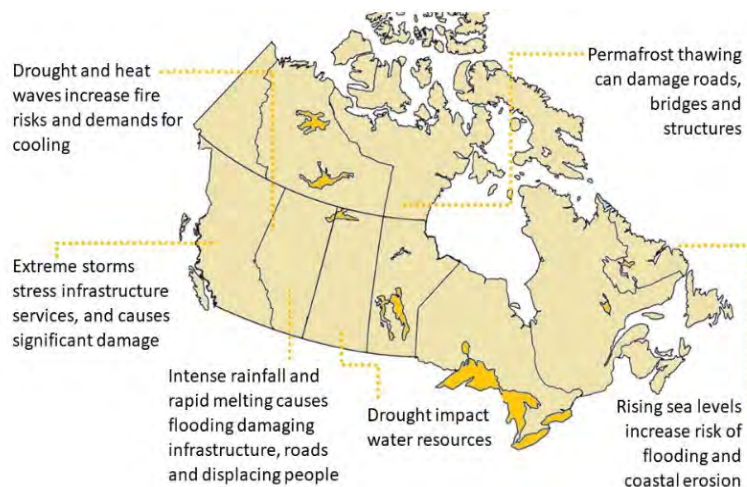 Drought and heat
waves increase fire
risks and demands for
cooling
Permafrost thawing
can damage roads,
bridges and
structures
Extreme storms
stress infrastructure
services, and causes
significant damage
Intense rainfall and
rapid melting causes
flooding damaging
infrastructure, roads
and displacing people
Drought impact
water resources
Rising sea levels
increase risk of
flooding and
coastal erosion